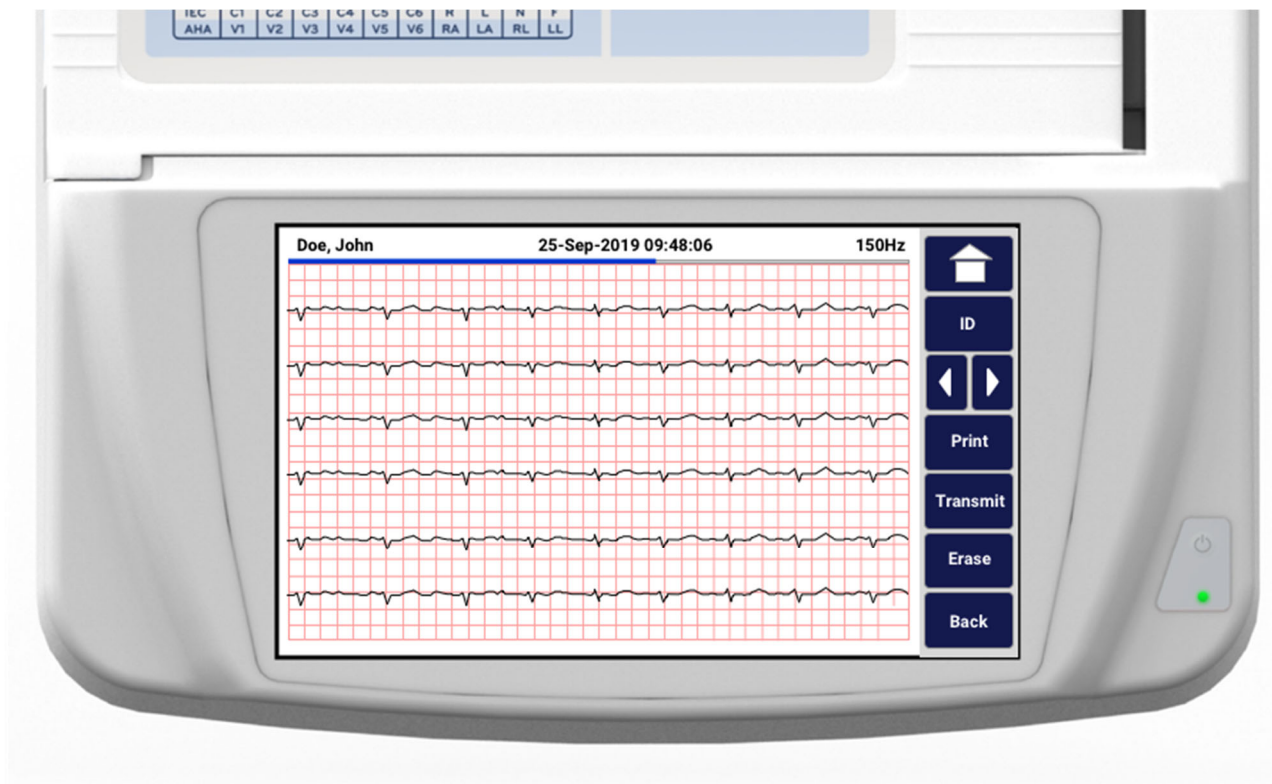 IEC C1 C2 C3 C4 C5 C6 R L N F
AHA V1 V2 V3 V4 V5 V6 RA LA RL LL
Doe, John 25-Sep-2019 09:48:06 150Hz
ID
Print
Transmit
Erase
Back